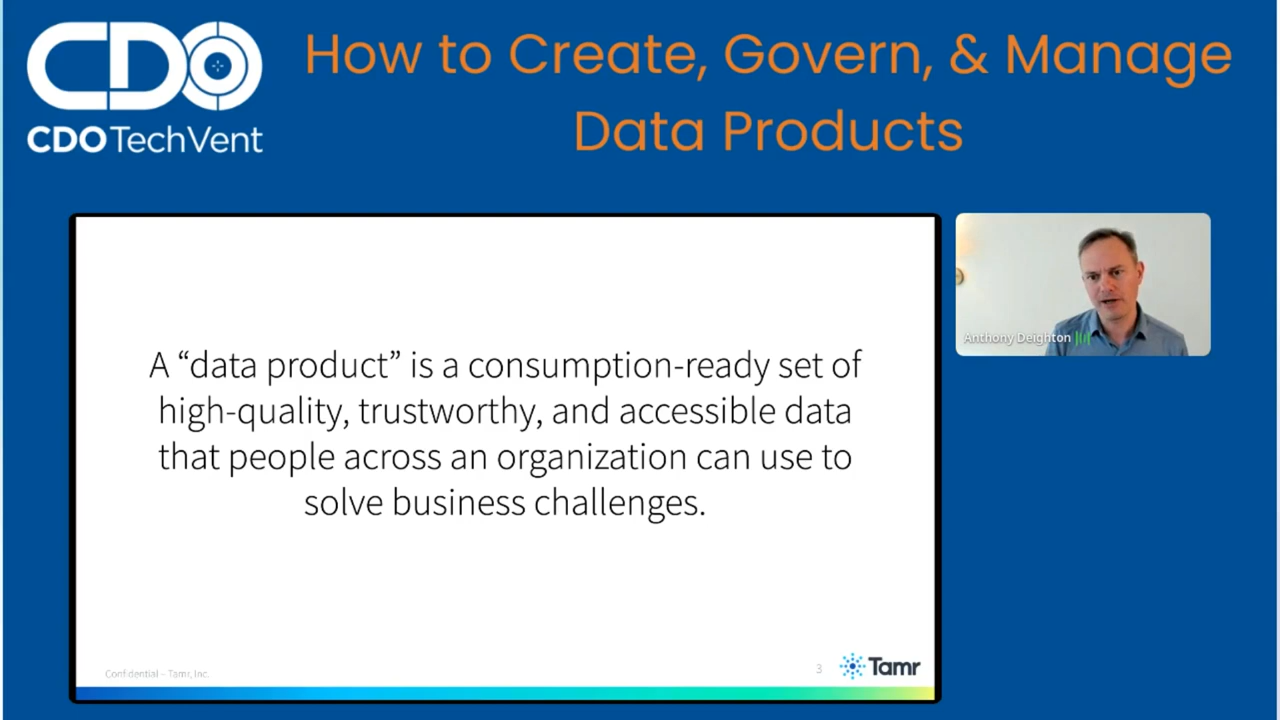 CDO
CDO TechVent
How to Create, Govern, & Manage
Data Products
A “data product” is a consumption-ready set of
high-quality, trustworthy, and accessible data
that people across an organization can use to
solve business challenges.
Anthony Deighton
Confidential – Tamr, Inc.
3
Tamr